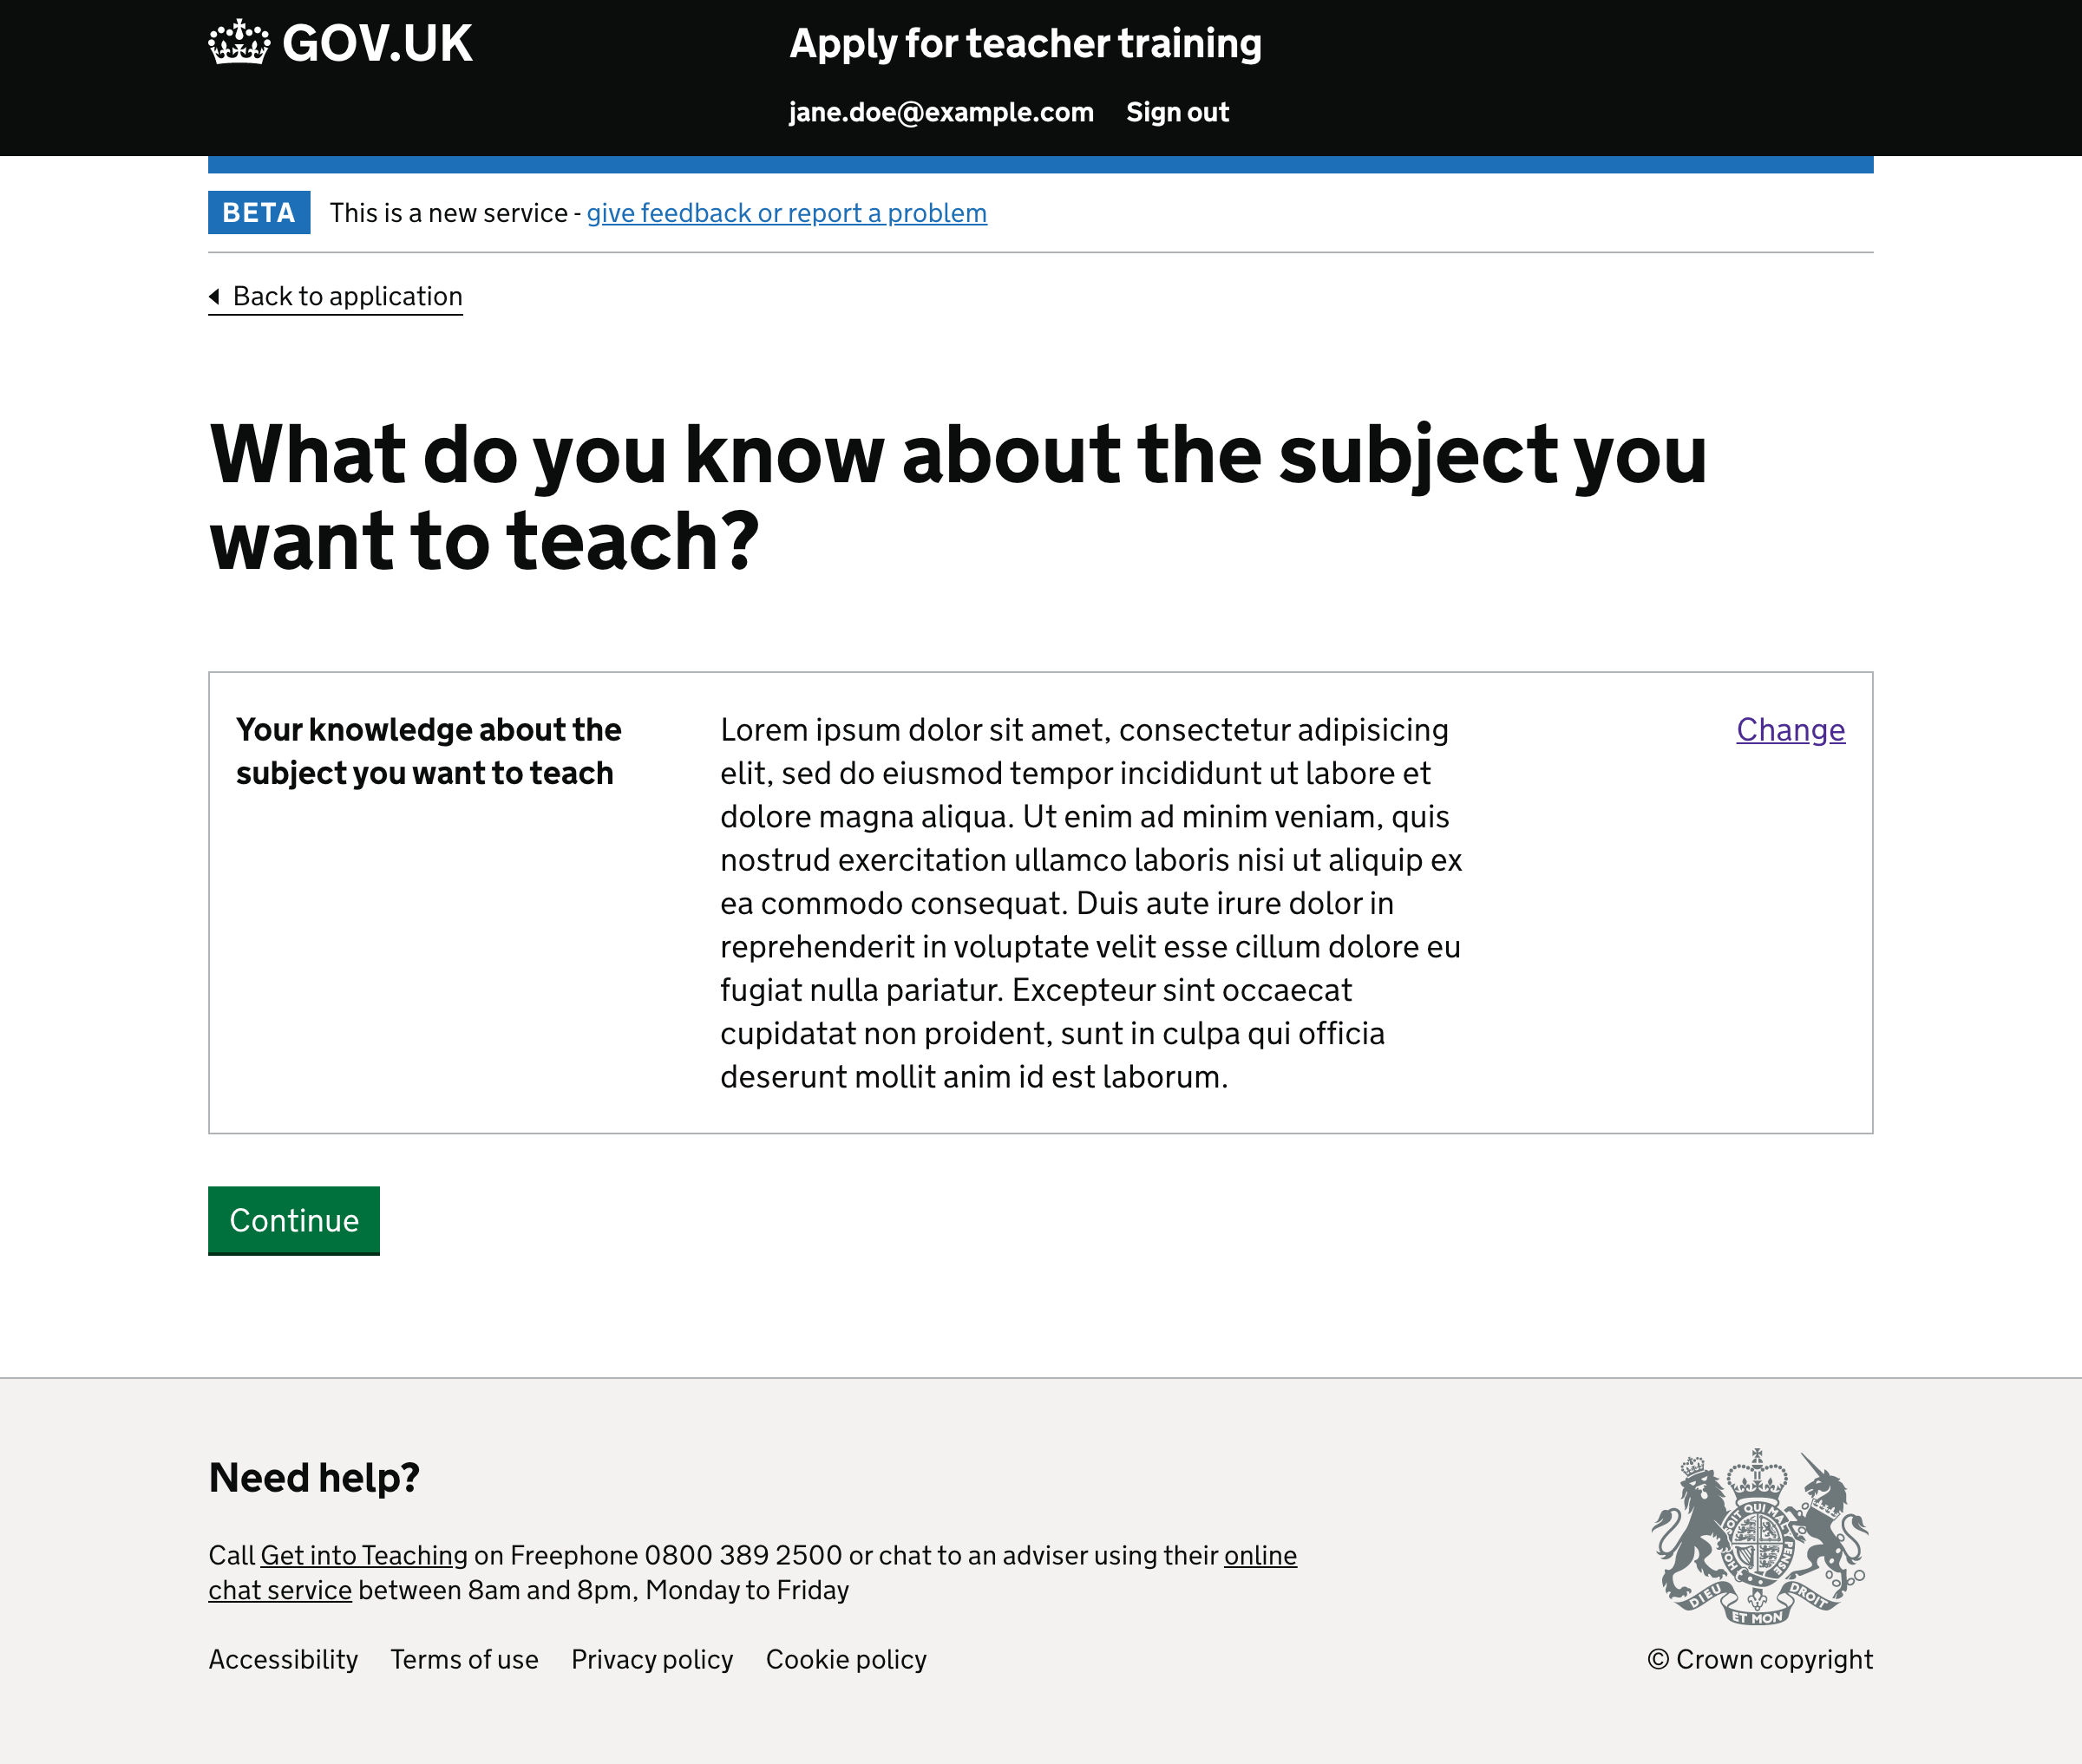 GOV.UK
Apply for teacher training
jane.doe@example.com Sign out
BETA This is a new service - give feedback or report a problem
Back to application
What do you know about the subject you
want to teach?
Your knowledge about the
subject you want to teach
Lorem ipsum dolor sit amet, consectetur adipisicing
elit, sed do eiusmod tempor incididunt ut labore et
dolore magna aliqua. Ut enim ad minim veniam, quis
nostrud exercitation ullamco laboris nisi ut aliquip ex
ea commodo consequat. Duis aute irure dolor in
reprehenderit in voluptate velit esse cillum dolore eu
fugiat nulla pariatur. Excepteur sint occaecat
cupidatat non proident, sunt in culpa qui officia
deserunt mollit anim id est laborum.
Change
Continue
Need help?
Call Get into Teaching on Freephone 0800 389 2500 or chat to an adviser using their online
chat service between 8am and 8pm, Monday to Friday
Accessibility Terms of use Privacy policy Cookie policy
SOIT QUI MAL Y PENSE
DIEU ET MON DROIT
© Crown copyright